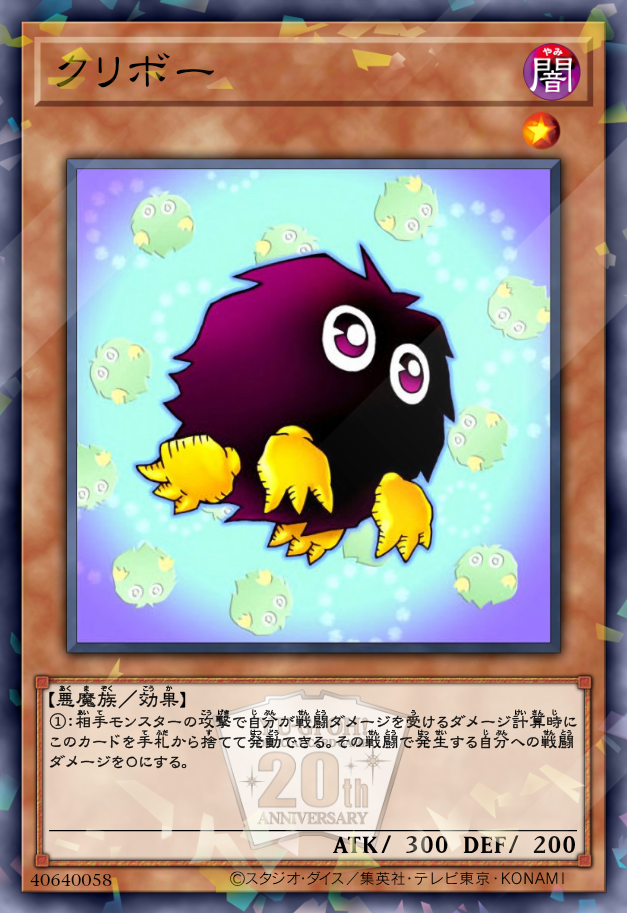 クリボー
やみ
闇
【悪魔族／効果】
①：相手モンスターの攻撃で自分が戦闘ダメージを受けるダメージ計算時に
このカードを手札から捨てて発動できる。その戦闘で発生する自分への戦闘
ダメージを０にする。
20th
ANNIVERSARY
ATK/ 300 DEF/ 200
40640058 ©スタジオ・ダイス／集英社・テレビ東京・KONAMI